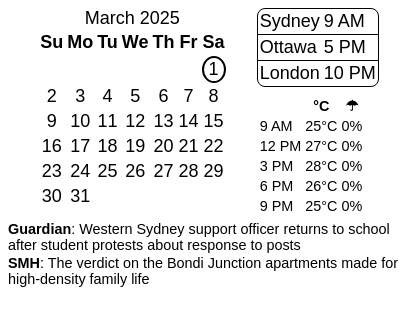 March 2025
Su Mo Tu We Th Fr Sa
1
2 3 4 5 6 7 8
9 10 11 12 13 14 15
16 17 18 19 20 21 22
23 24 25 26 27 28 29
30 31
Sydney 9 AM
Ottawa 5 PM
London 10 PM
°C ☂
9 AM 25°C 0%
12 PM 27°C 0%
3 PM 28°C 0%
6 PM 26°C 0%
9 PM 25°C 0%
Guardian: Western Sydney support officer returns to school
after student protests about response to posts
SMH: The verdict on the Bondi Junction apartments made for
high-density family life